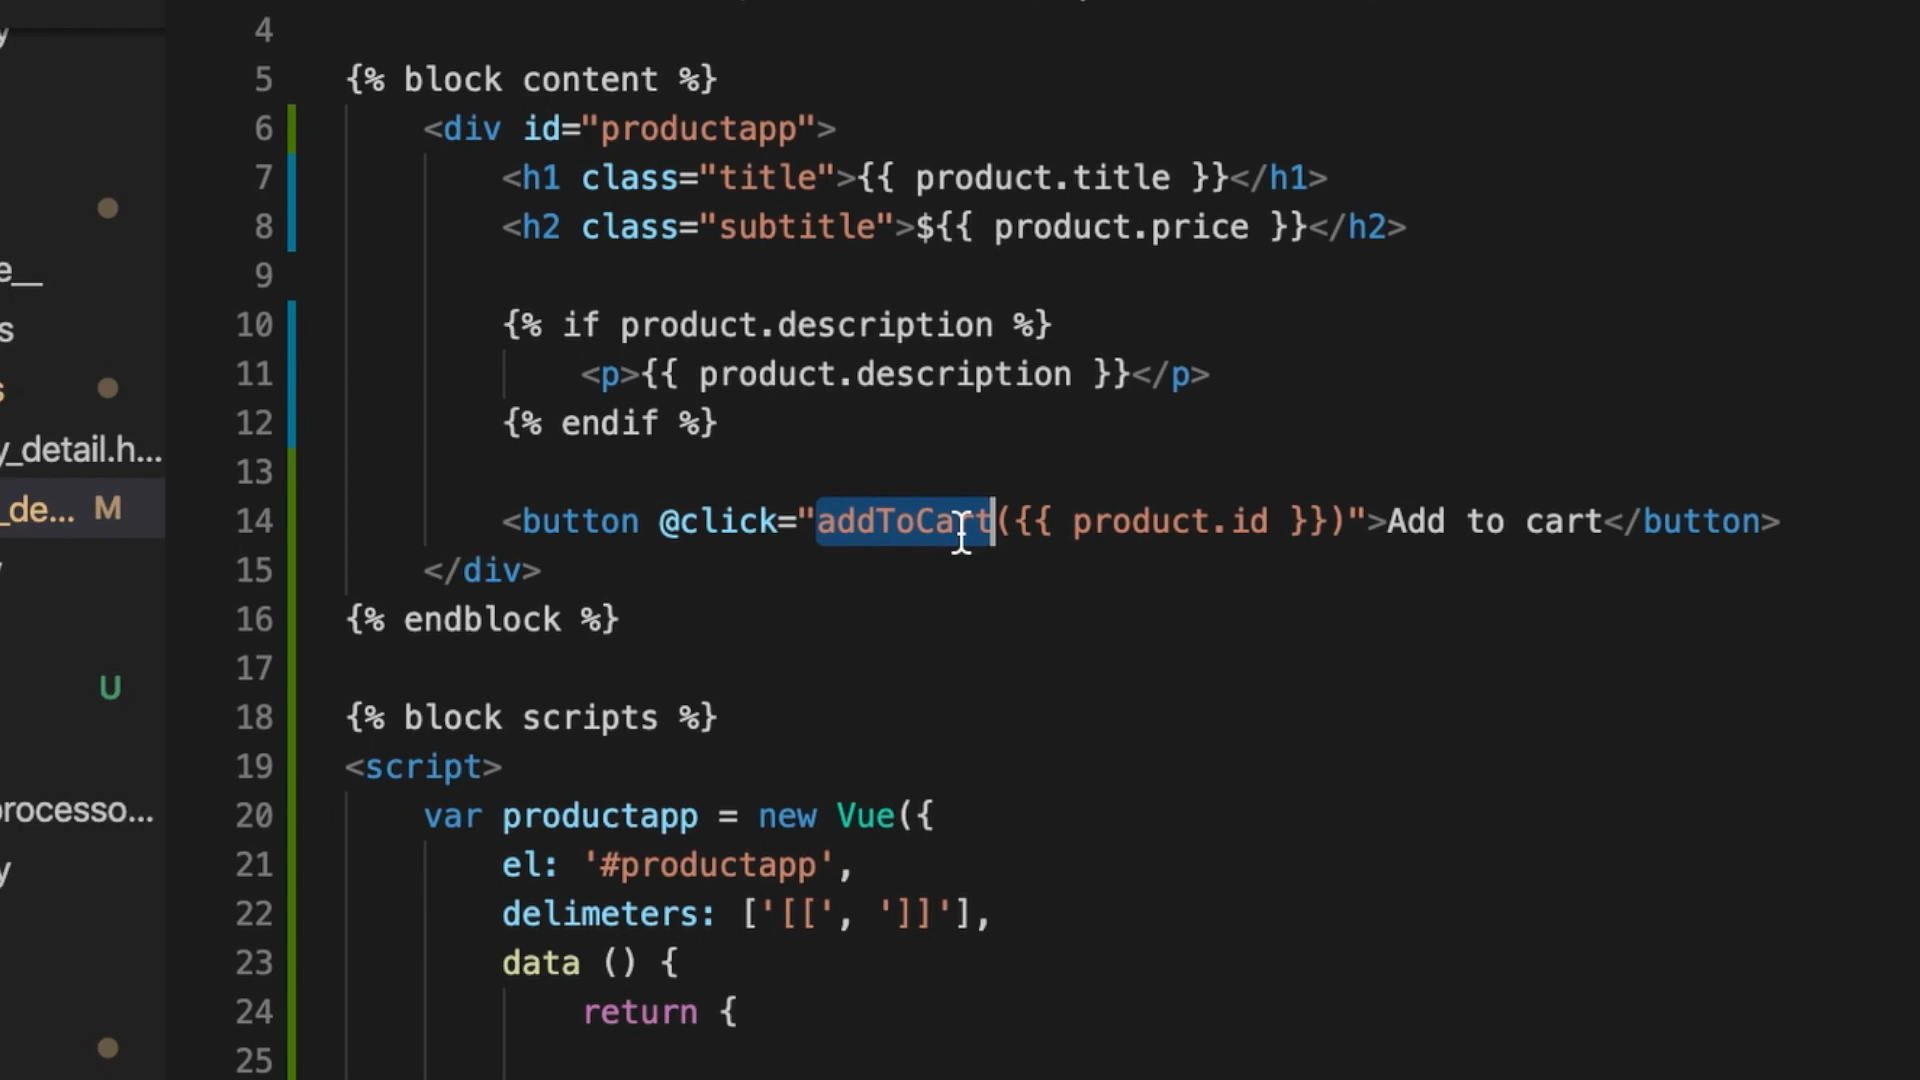 4
5 {% block content %}
6 <div id="productapp">
7 <h1 class="title">{{ product.title }}</h1>
8 <h2 class="subtitle">${{ product.price }}</h2>
9
10 {% if product.description %}
11 <p>{{ product.description }}</p>
12 {% endif %}
13
14 <button @click="addToCart({{ product.id }})">Add to cart</button>
15 </div>
16 {% endblock %}
17
18 {% block scripts %}
19 <script>
20 var productapp = new Vue({
21 el: '#productapp',
22 delimeters: ['[[', ']]'],
23 data () {
24 return {
25
y
e__
s
s
y_detail.h...
_de... M
U
processo...
y